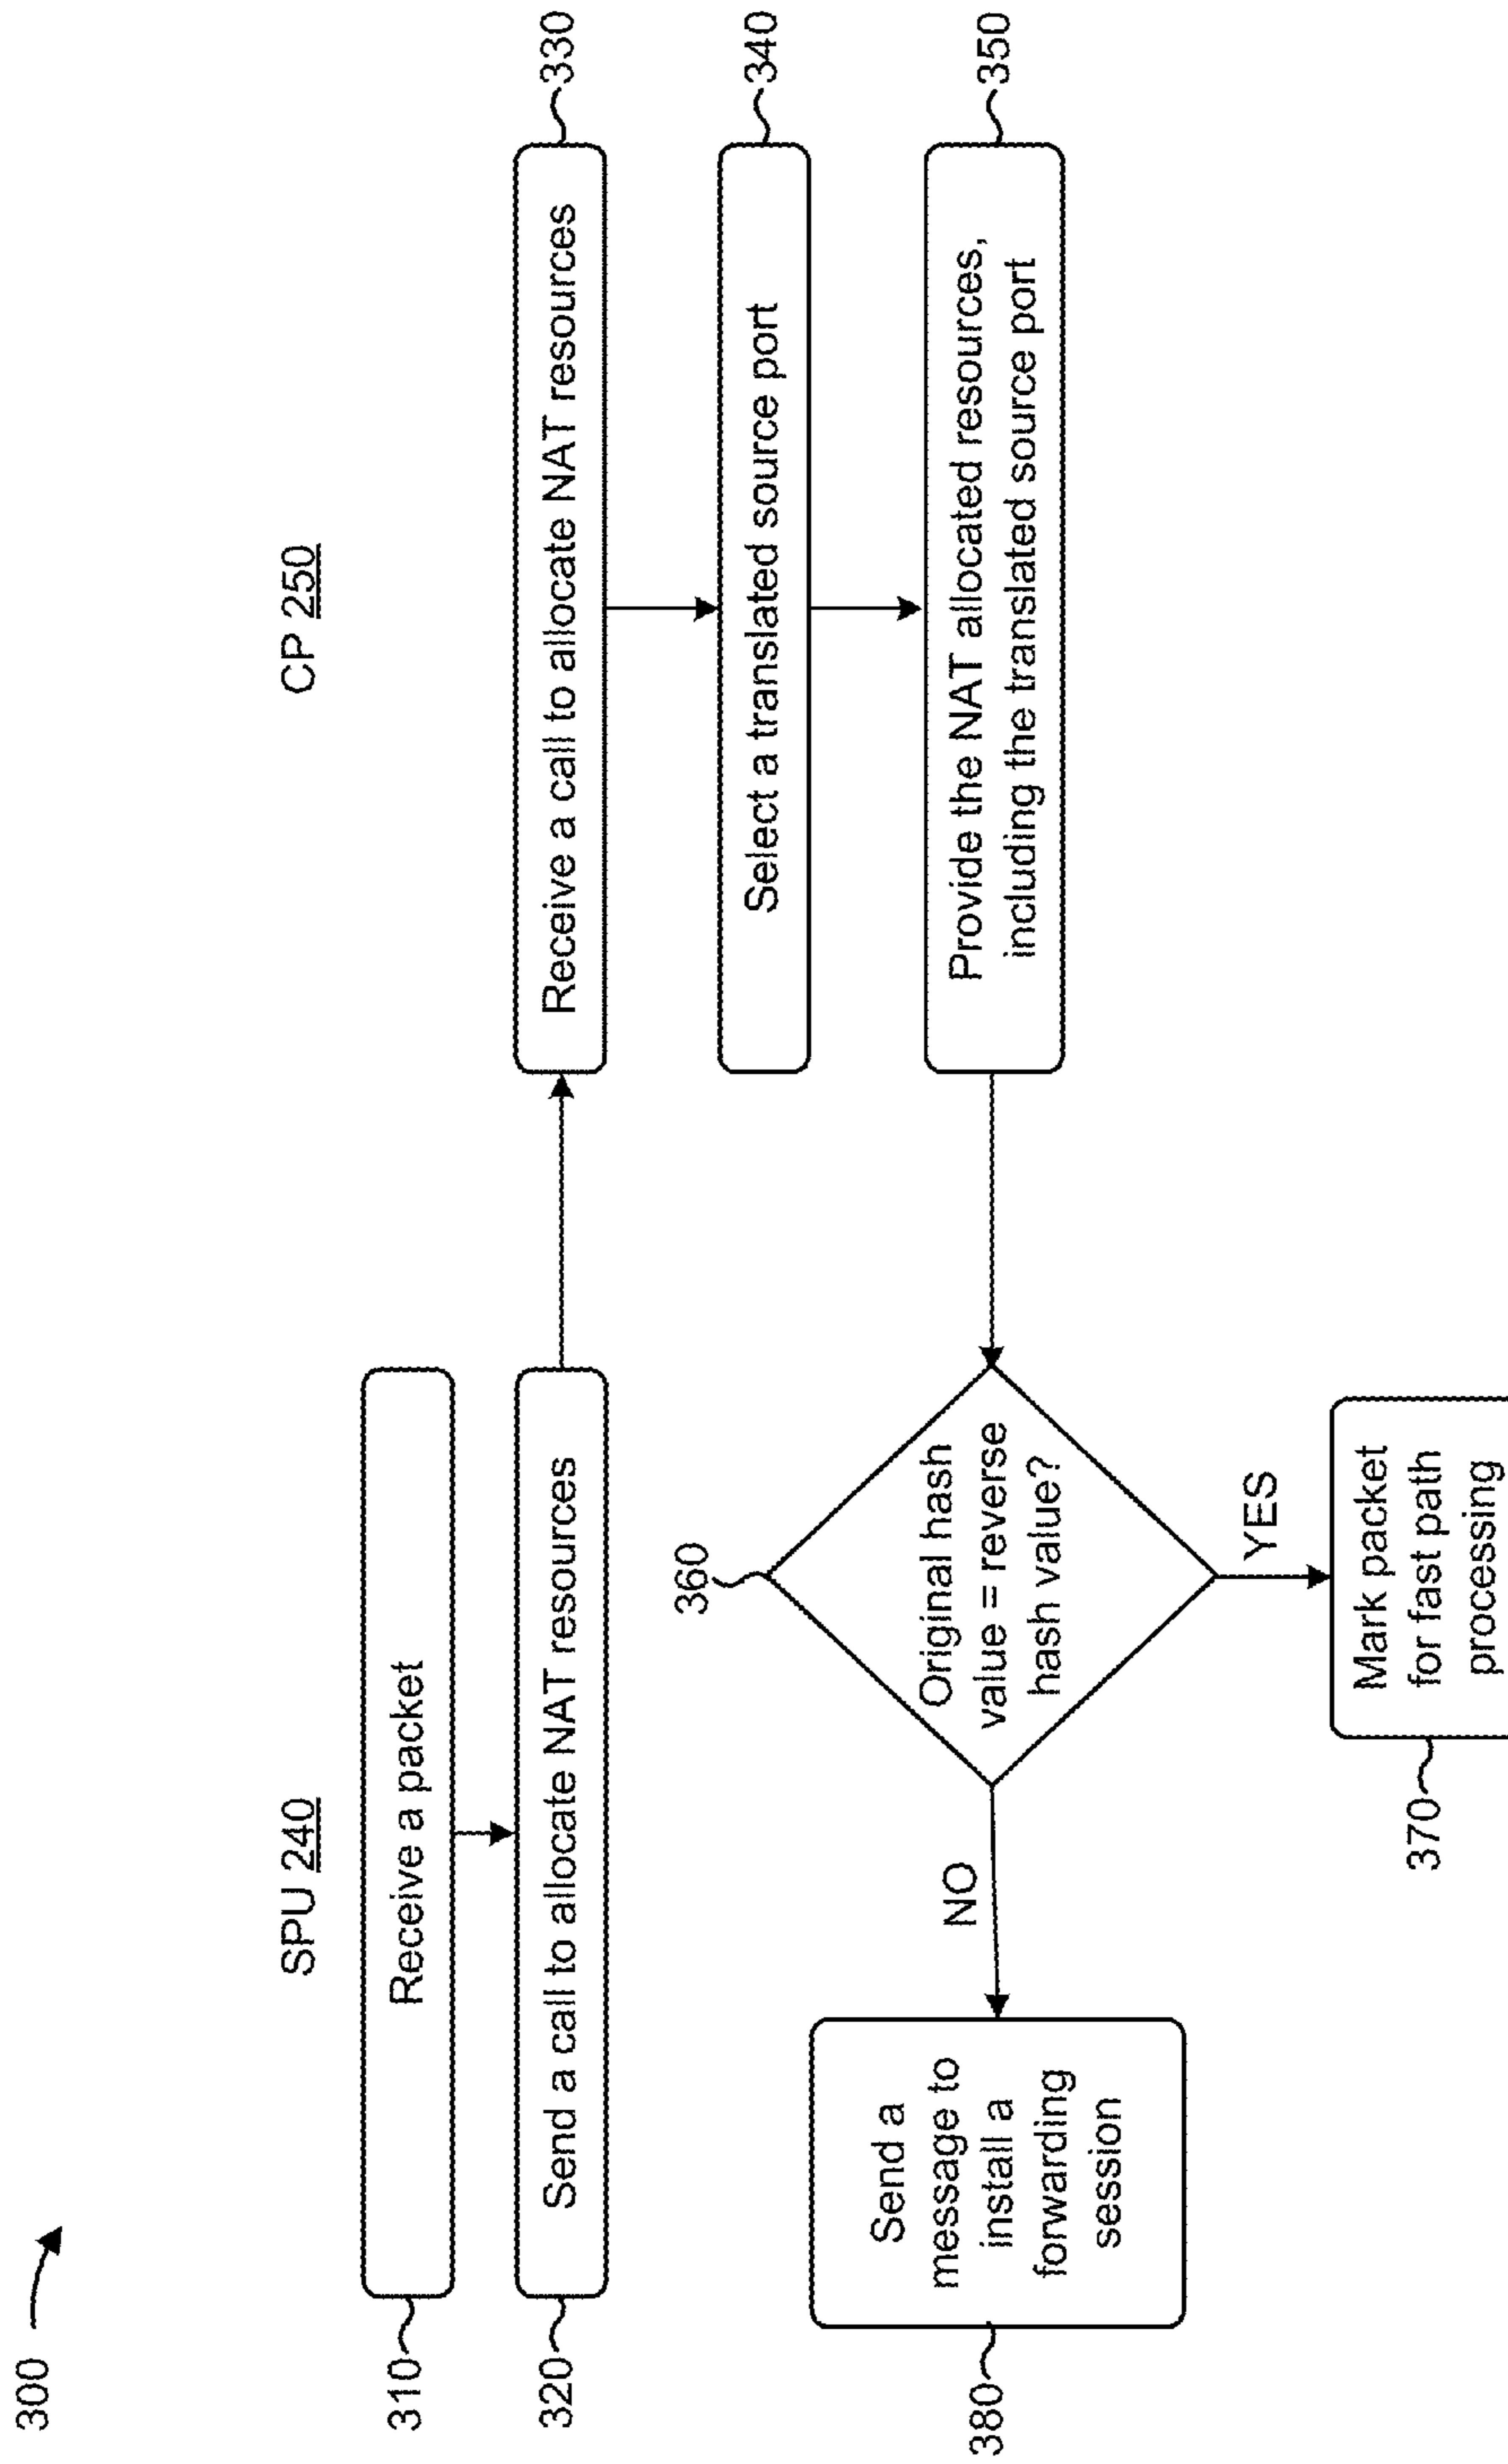 300
SPU 240
CP 250
310
Receive a packet
320
Send a call to allocate NAT resources
Receive a call to allocate NAT resources
330
Select a translated source port
340
Provide the NAT allocated resources,
including the translated source port
350
360
Original hash
value = reverse
hash value?
NO
YES
380
Send a
message to
install a
forwarding
session
370
Mark packet
for fast path
processing